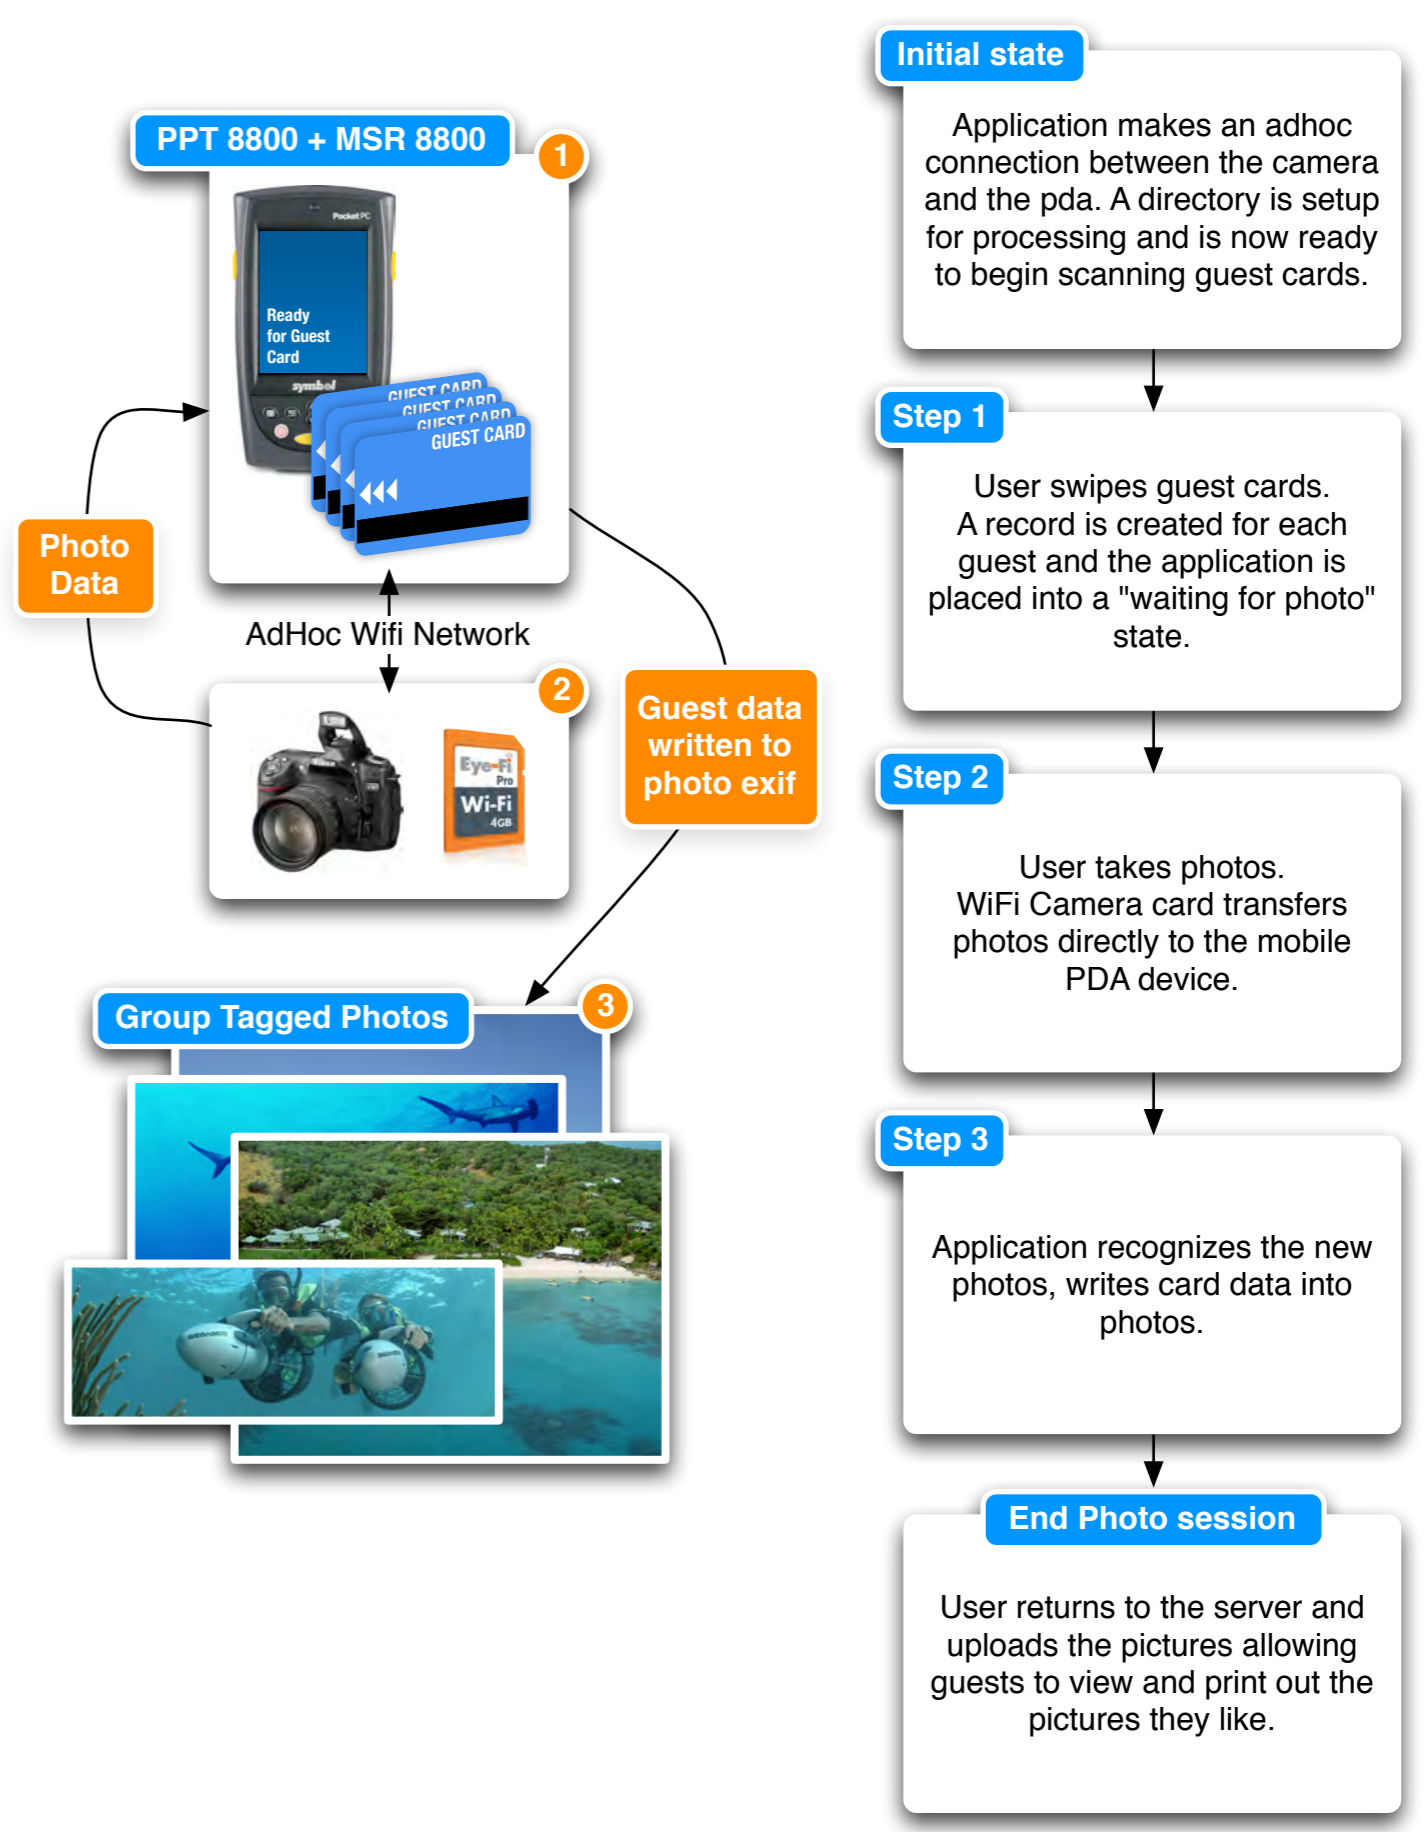 PPT 8800 + MSR 8800
1
Pocket PC
Ready
for Guest
Card
symbol
GUEST CARD
GUEST CARD
GUEST CARD
GUEST CARD
Photo
Data
AdHoc Wifi Network
2
Nikon
Eye-Fi
Pro
Wi-Fi
4GB
Guest data
written to
photo exif
Group Tagged Photos
3
SEADOO
Initial state
Application makes an adhoc
connection between the camera
and the pda. A directory is setup
for processing and is now ready
to begin scanning guest cards.
Step 1
User swipes guest cards.
A record is created for each
guest and the application is
placed into a "waiting for photo"
state.
Step 2
User takes photos.
WiFi Camera card transfers
photos directly to the mobile
PDA device.
Step 3
Application recognizes the new
photos, writes card data into
photos.
End Photo session
User returns to the server and
uploads the pictures allowing
guests to view and print out the
pictures they like.